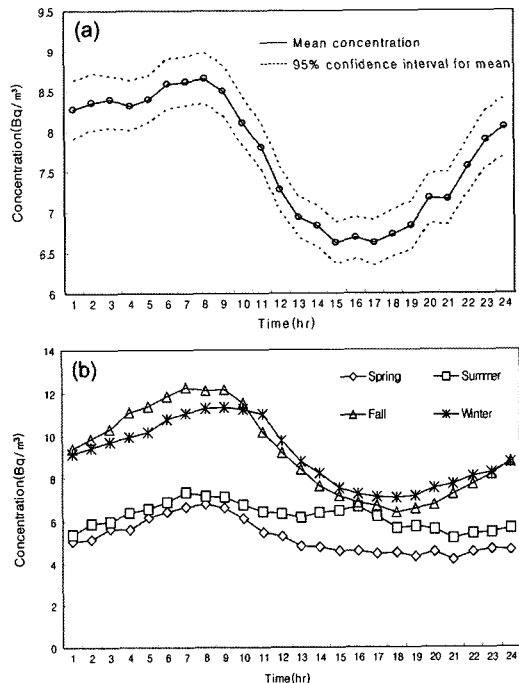 (a)
Mean concentration
95% confidence interval for mean
Concentration(Bq/m³)
9
8.5
8
7.5
7
6.5
6
1 2 3 4 5 6 7 8 9 10 11 12 13 14 15 16 17 18 19 20 21 22 23 24
Time(hr)
(b)
Spring Summer
Fall Winter
Concentration(Bq/m³)
14
12
10
8
6
4
2
0
1 2 3 4 5 6 7 8 9 10 11 12 13 14 15 16 17 18 19 20 21 22 23 24
Time(hr)